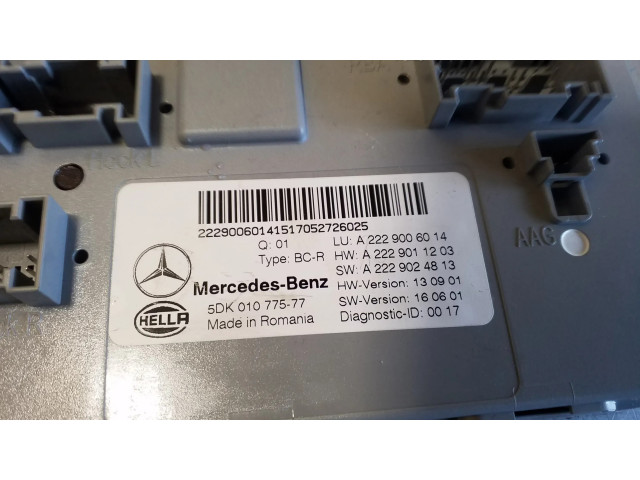 22290060141517052726025
Q: 01 LU: A 222 900 60 14
Type: BC-R HW: A 222 901 12 03
SW: A 222 902 48 13
Mercedes-Benz HW-Version: 13 09 01
5DK 010 775-77 SW-Version: 16 06 01
HELLA Made in Romania Diagnostic-ID: 00 17
AAG